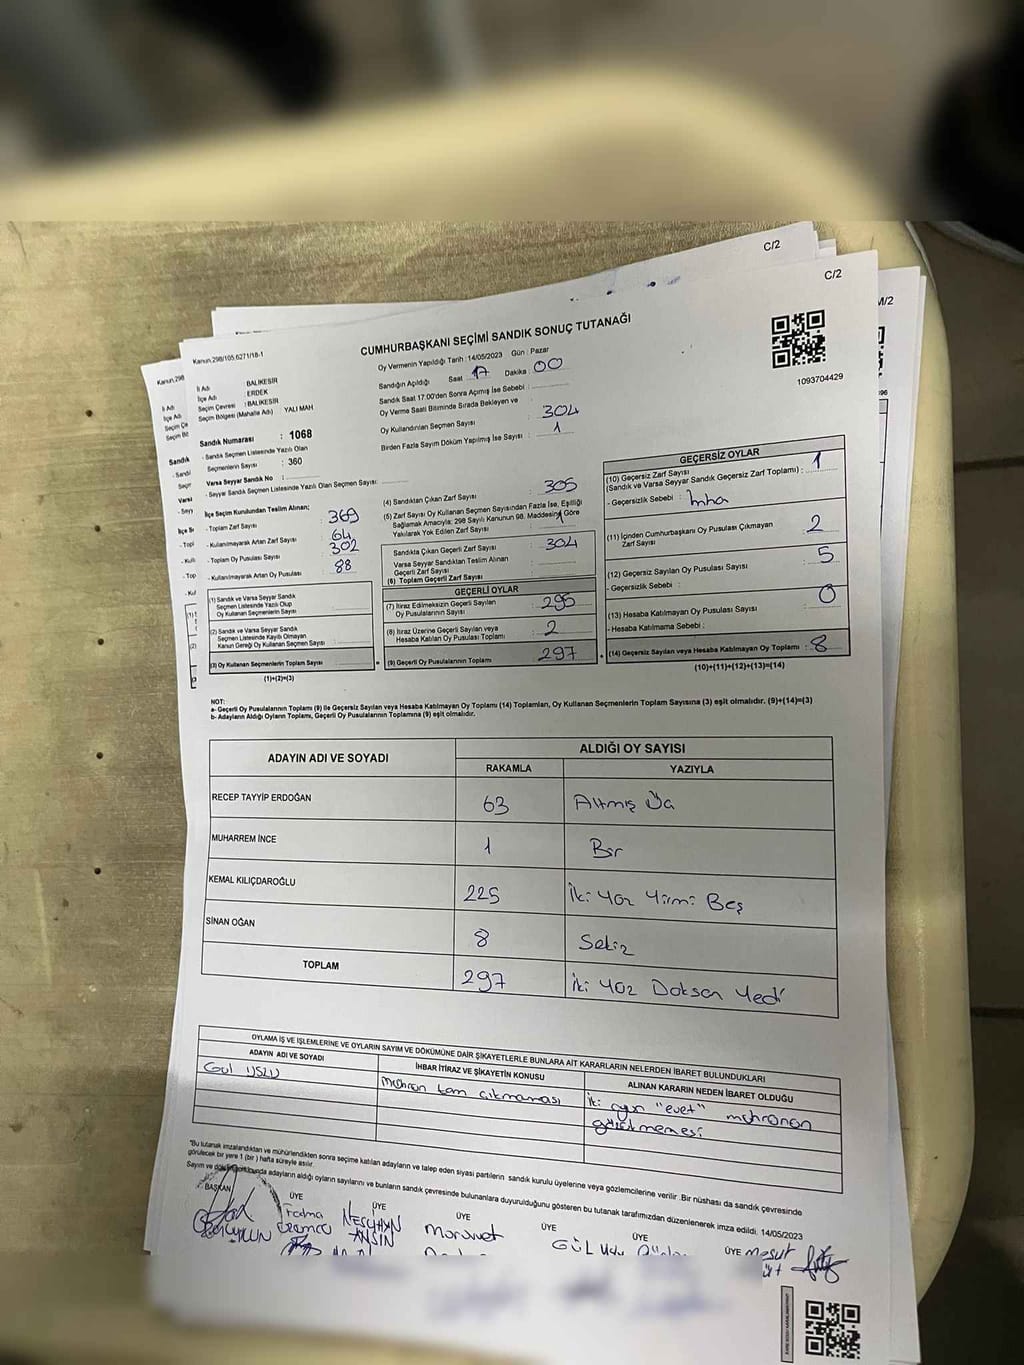 C/2
C/2
M/2
Kanun,298/105,6271/18-1
CUMHURBAŞKANI SEÇİMİ SANDIK SONUÇ TUTANAĞI
1093704429
İl Adı : BALIKESİR
İlçe Adı : ERDEK
Seçim Çevresi : BALIKESİR
Seçim Bölgesi (Mahalle Adı) YALI MAH
Sandık Numarası : 1068
- Sandık Seçmen Listesinde Yazılı Olan
Seçmenlerin Sayısı : 360
Varsa Seyyar Sandık No :
- Seyyar Sandık Seçmen Listesinde Yazılı Olan Seçmen Sayısı:
Oy Vermenin Yapıldığı Tarih : 14/05/2023 Gün : Pazar
Sandığın Açıldığı Saat 17 Dakika : 00
Sandık Saat 17.00'den Sonra Açımış İse Sebebi :
Oy Verme Saati Bitiminde Sırada Bekleyen ve
Oy Kullandırılan Seçmen Sayısı : 304
Birden Fazla Sayım Döküm Yapılmış İse Sayısı : 1
İlçe Seçim Kurulundan Teslim Alınan;
- Toplam Zarf Sayısı : 369
- Kullanılmayarak Artan Zarf Sayısı : 64
- Toplam Oy Pusulası Sayısı : 302
- Kullanılmayarak Artan Oy Pusulası : 88
(1) Sandık ve Varsa Seyyar Sandık
Seçmen Listesinde Yazılı Olup
Oy Kullanan Seçmenlerin Sayısı
(2) Sandık ve Varsa Seyyar Sandık
Seçmen Listesinde Kayıtlı Olmayan
Kanun Gereği Oy Kullanan Seçmen Sayısı
(3) Oy Kullanan Seçmenlerin Toplam Sayısı :
(1)+(2)=(3)
(4) Sandıktan Çıkan Zarf Sayısı : 305
(5) Zarf Sayısı Oy Kullanan Seçmen Sayısından Fazla İse, Eşitliği
Sağlamak Amacıyla; 298 Sayılı Kanunun 98. Maddesine Göre
Yakılarak Yok Edilen Zarf Sayısı
Sandıkta Çıkan Geçerli Zarf Sayısı : 304
Varsa Seyyar Sandıktan Teslim Alınan
Geçerli Zarf Sayısı
(6) Toplam Geçerli Zarf Sayısı
GEÇERLİ OYLAR
(7) İtiraz Edilmeksizin Geçerli Sayılan
Oy Pusulalarının Sayısı : 295
(8) İtiraz Üzerine Geçerli Sayılan veya
Hesaba Katılan Oy Pusulası Toplamı : 2
(9) Geçerli Oy Pusulalarının Toplamı : 297
GEÇERSİZ OYLAR
(10) Geçersiz Zarf Sayısı
(Sandık ve Varsa Seyyar Sandık Geçersiz Zarf Toplamı) : 1
- Geçersizlik Sebebi : İmha
(11) İçinden Cumhurbaşkanı Oy Pusulası Çıkmayan
Zarf Sayısı : 2
(12) Geçersiz Sayılan Oy Pusulası Sayısı : 5
- Geçersizlik Sebebi :
(13) Hesaba Katılmayan Oy Pusulası Sayısı : 0
- Hesaba Katılmama Sebebi :
(14) Geçersiz Sayılan veya Hesaba Katılmayan Oy Toplamı : 8
(10)+(11)+(12)+(13)=(14)
NOT:
a- Geçerli Oy Pusulalarının Toplamı (9) ile Geçersiz Sayılan veya Hesaba Katılmayan Oy Toplamı (14) Toplamları, Oy Kullanan Seçmenlerin Toplam Sayısına (3) eşit olmalıdır. (9)+(14)=(3)
b- Adayların Aldığı Oyların Toplamı, Geçerli Oy Pusulalarının Toplamına (9) eşit olmalıdır.
ADAYIN ADI VE SOYADI ALDIĞI OY SAYISI
RAKAMLA YAZIYLA
RECEP TAYYİP ERDOĞAN 63 Altmış Üç
MUHARREM İNCE 1 Bir
KEMAL KILIÇDAROĞLU 225 İki Yüz Yirmi Beş
SİNAN OĞAN 8 Sekiz
TOPLAM 297 İki Yüz Doksan Yedi
OYLAMA İŞ VE İŞLEMLERİNE VE OYLARIN SAYIM VE DÖKÜMÜNE DAİR ŞİKAYETLERLE BUNLARA AİT KARARLARIN NELERDEN İBARET BULUNDUKLARI
ADAYIN ADI VE SOYADI İHBAR İTİRAZ VE ŞİKAYETİN KONUSU ALINAN KARARIN NEDEN İBARET OLDUĞU
Gül USLU mührün tam çıkmaması İki oyun "evet" mührünün
gözükmemesi
"Bu tutanak imzalandıktan ve mühürlendikten sonra seçime katılan adayların ve talep eden siyasi partilerin sandık kurulu üyelerine veya gözlemcilerine verilir .Bir nüshası da sandık çevresinde
görülecek bir yere 1 (bir ) hafta süreyle asılır.
Sayım ve döküm sonucunda adayların aldığı oyların sayılarını ve bunların sandık çevresinde bulunanlara duyurulduğunu gösteren bu tutanak tarafımızdan düzenlenerek imza edildi. 14/05/2023
BAŞKAN ÜYE ÜYE ÜYE ÜYE ÜYE ÜYE
Fatma NESLİHAN Mürüvvet GÜL Uslu Mesut
ANSIN